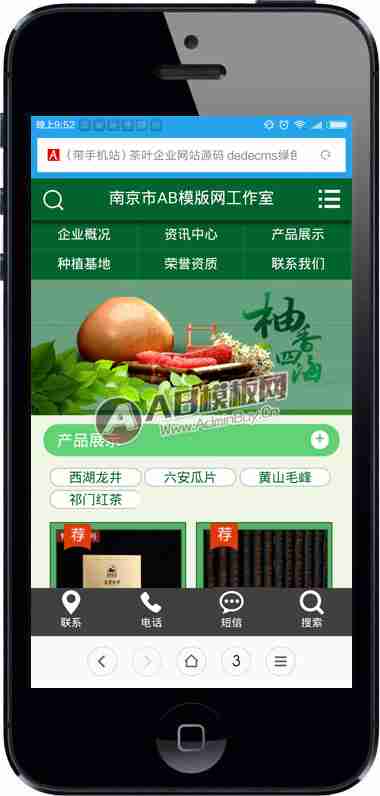 晚上9:52
（带手机站）茶叶企业网站源码 dedecms绿色
南京市AB模版网工作室
企业概况 资讯中心 产品展示
种植基地 荣誉资质 联系我们
柚香四海
AB模板网
www.AdminBuy.Cn
产品展示
西湖龙井 六安瓜片 黄山毛峰
祁门红茶
荐 荐
联系 电话 短信 搜索
3